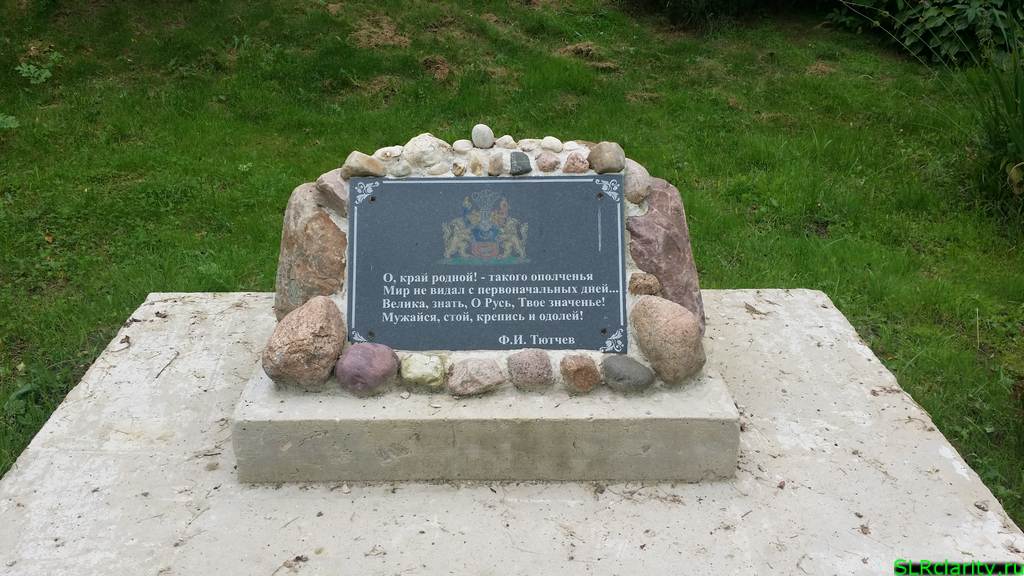 О, край родной! - такого ополченья
Мир не видал с первоначальных дней...
Велика, знать, О Русь, Твое значенье!
Мужайся, стой, крепись и одолей!
Ф.И. Тютчев
SLRclarity.ru